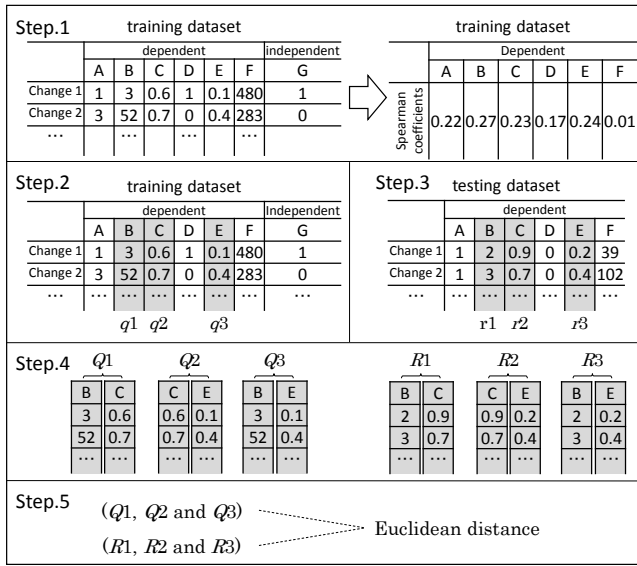 Step.1
training dataset
dependent independent
A B C D E F G
Change 1 1 3 0.6 1 0.1 480 1
Change 2 3 52 0.7 0 0.4 283 0
... ... ... ...
training dataset
Dependent
A B C D E F
Spearman coefficients 0.22 0.27 0.23 0.17 0.24 0.01
Step.2
training dataset
dependent Independent
A B C D E F G
Change 1 1 3 0.6 1 0.1 480 1
Change 2 3 52 0.7 0 0.4 283 0
... ... ... ... ... ... ... ...
q1 q2 q3
Step.3
testing dataset
dependent
A B C D E F
Change 1 1 2 0.9 0 0.2 39
Change 2 1 3 0.7 0 0.4 102
... ... ... ... ... ... ...
r1 r2 r3
Step.4
Q1 Q2 Q3 R1 R2 R3
B C C E B E B C C E B E
3 0.6 0.6 0.1 3 0.1 2 0.9 0.9 0.2 2 0.2
52 0.7 0.7 0.4 52 0.4 3 0.7 0.7 0.4 3 0.4
... ... ... ... ... ... ... ... ... ... ... ...
Step.5
(Q1, Q2 and Q3)
Euclidean distance
(R1, R2 and R3)